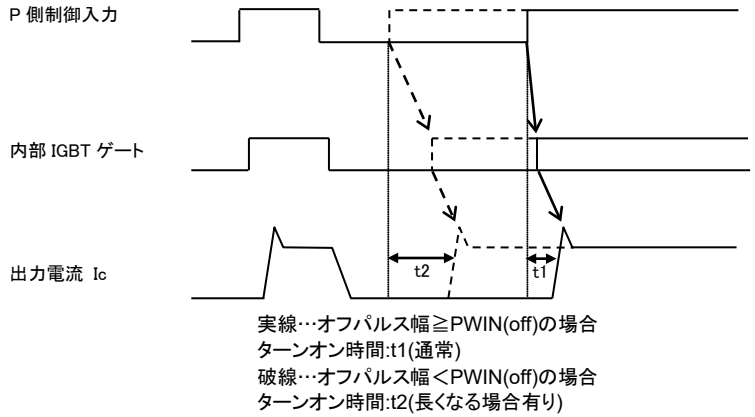 P 側制御入力
内部 IGBT ゲート
出力電流 Ic
t2
t1
実線…オフパルス幅≧PWIN(off)の場合
ターンオン時間:t1(通常)
破線…オフパルス幅<PWIN(off)の場合
ターンオン時間:t2(長くなる場合有り)